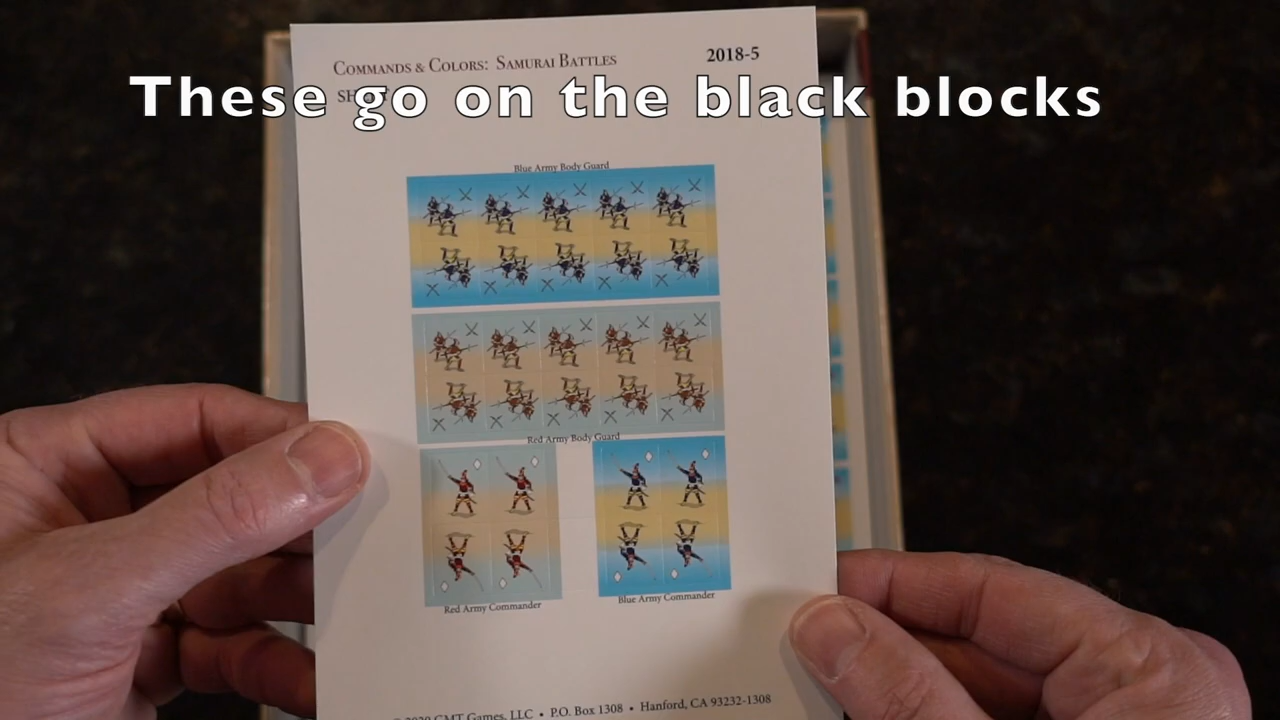 COMMANDS & COLORS: SAMURAI BATTLES
2018-5
These go on the black blocks
Blue Army Body Guard
Red Army Body Guard
Red Army Commander
Blue Army Commander
GMT Games, LLC • P.O. Box 1308 • Hanford, CA 93232-1308